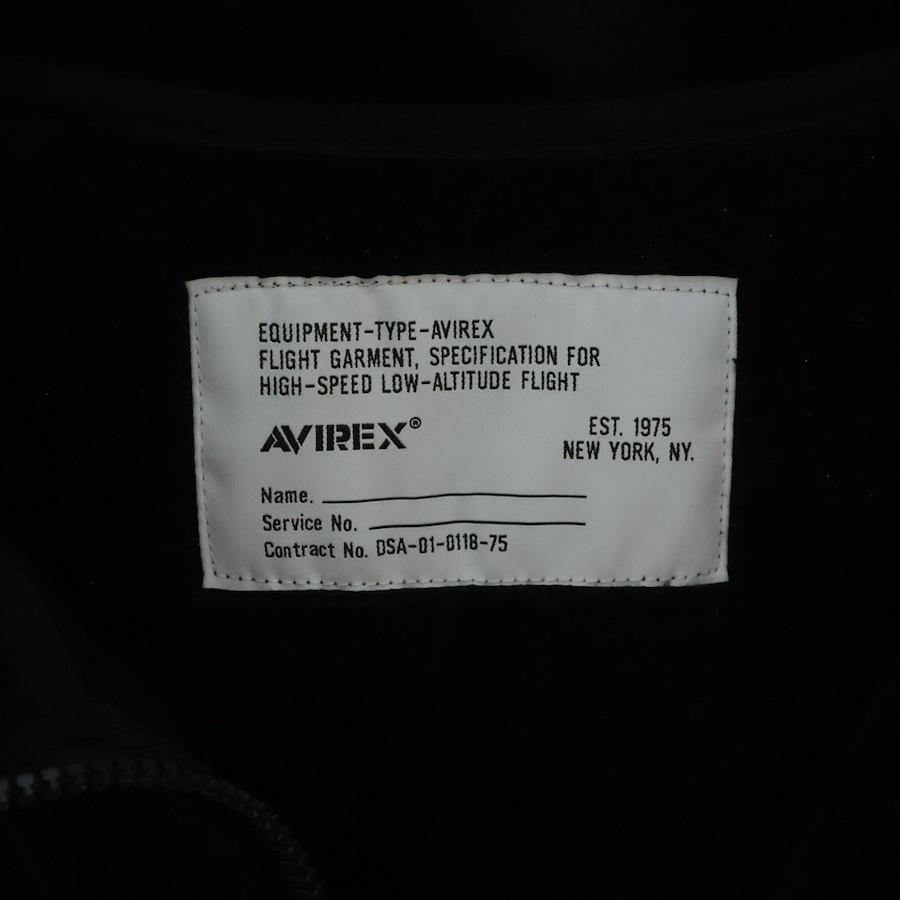 EQUIPMENT-TYPE-AVIREX
FLIGHT GARMENT, SPECIFICATION FOR
HIGH-SPEED LOW-ALTITUDE FLIGHT
AVIREX®
EST. 1975
NEW YORK, NY.
Name.
Service No.
Contract No. DSA-01-0118-75